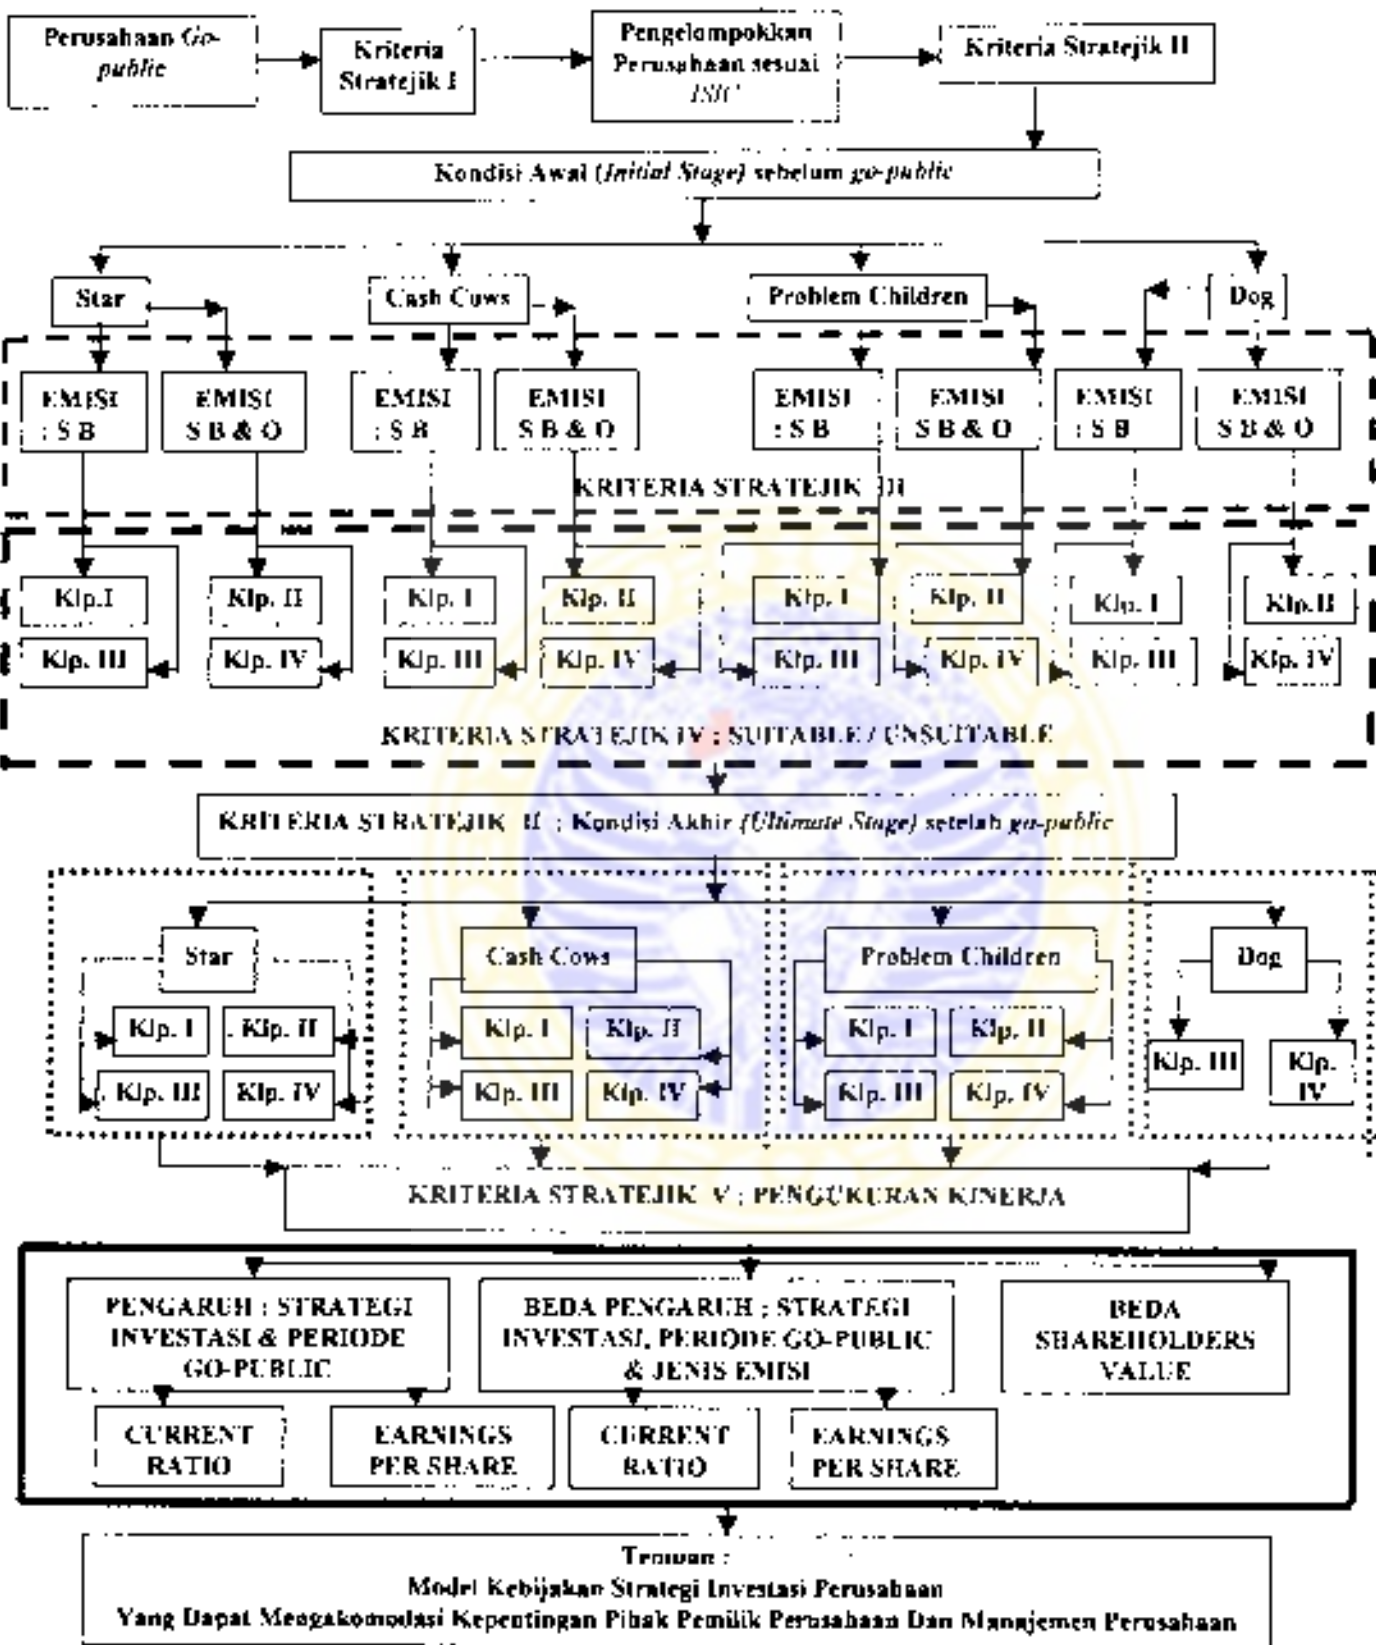 Perusahaan Go-
public
Kriteria
Stratejik I
Pengelompokkan
Perusahaan sesuai
ISIC
Kriteria Stratejik II
Kondisi Awal (Initial Stage) sebelum go-public
Star
Cash Cows
Problem Children
Dog
EMISI
: S B
EMISI
S B & O
EMISI
: S B
EMISI
S B & O
EMISI
: S B
EMISI
S B & O
EMISI
: S B
EMISI
S B & O
KRITERIA STRATEJIK III
Klp.I
Klp. II
Klp. I
Klp. II
Klp. I
Klp. II
Klp. I
Klp.II
Klp. III
Klp. IV
Klp. III
Klp. IV
Klp. III
Klp. IV
Klp. III
Klp. IV
KRITERIA STRATEJIK IV : SUITABLE / UNSUITABLE
KRITERIA STRATEJIK II : Kondisi Akhir (Ultimate Stage) setelah go-public
Star
Cash Cows
Problem Children
Dog
Klp. I
Klp. II
Klp. I
Klp. II
Klp. I
Klp. II
Klp. III
Klp.
IV
Klp. III
Klp. IV
Klp. III
Klp. IV
Klp. III
Klp. IV
KRITERIA STRATEJIK V : PENGUKURAN KINERJA
PENGARUH : STRATEGI
INVESTASI & PERIODE
GO-PUBLIC
BEDA PENGARUH : STRATEGI
INVESTASI, PERIODE GO-PUBLIC
& JENIS EMISI
BEDA
SHAREHOLDERS
VALUE
CURRENT
RATIO
EARNINGS
PER SHARE
CURRENT
RATIO
EARNINGS
PER SHARE
Temuan :
Model Kebijakan Strategi Investasi Perusahaan
Yang Dapat Mengakomodasi Kepentingan Pihak Pemilik Perusahaan Dan Manajemen Perusahaan